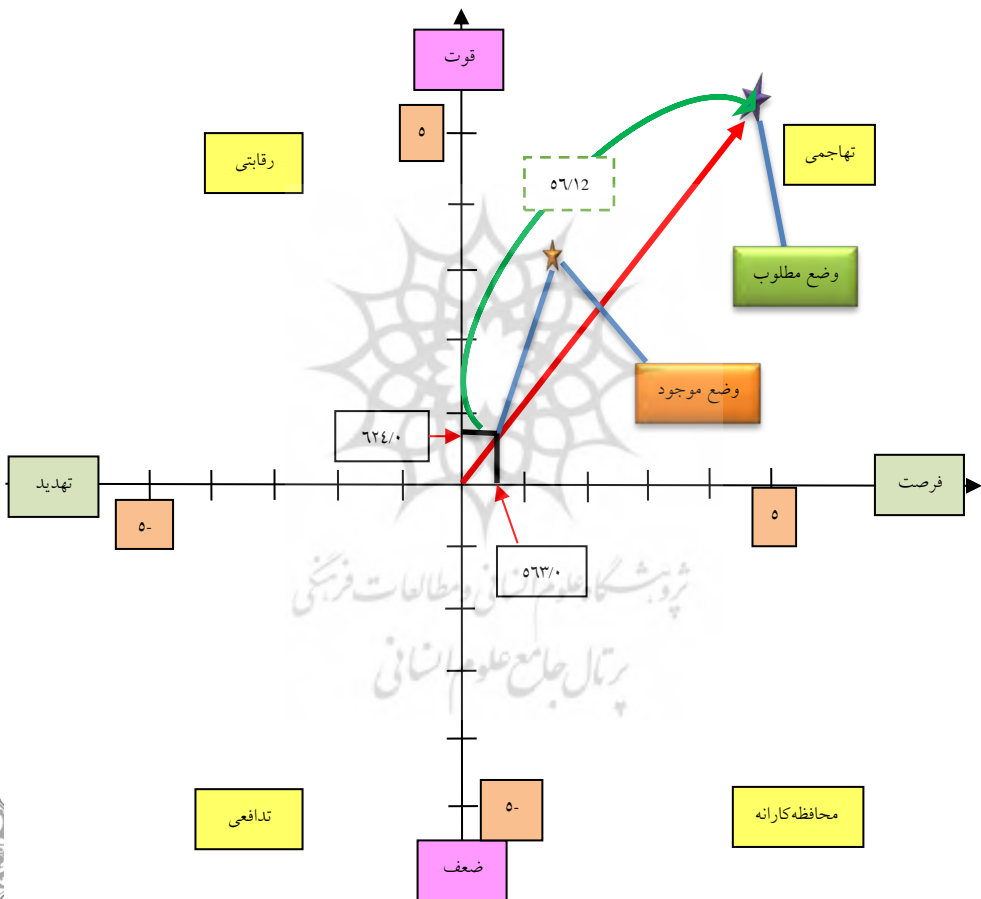 قوت
۵
رقابتی
تهاجمی
۵۶/۱2
وضع مطلوب
وضع موجود
۶۲۴/۰
تهدید
فرصت
-۵
۵
۵۶۳/۰
پژوهشگاه علوم انسانی و مطالعات فرهنگی
پرتال جامع علوم انسانی
-۵
تدافعی
محافظه‌کارانه
ضعف